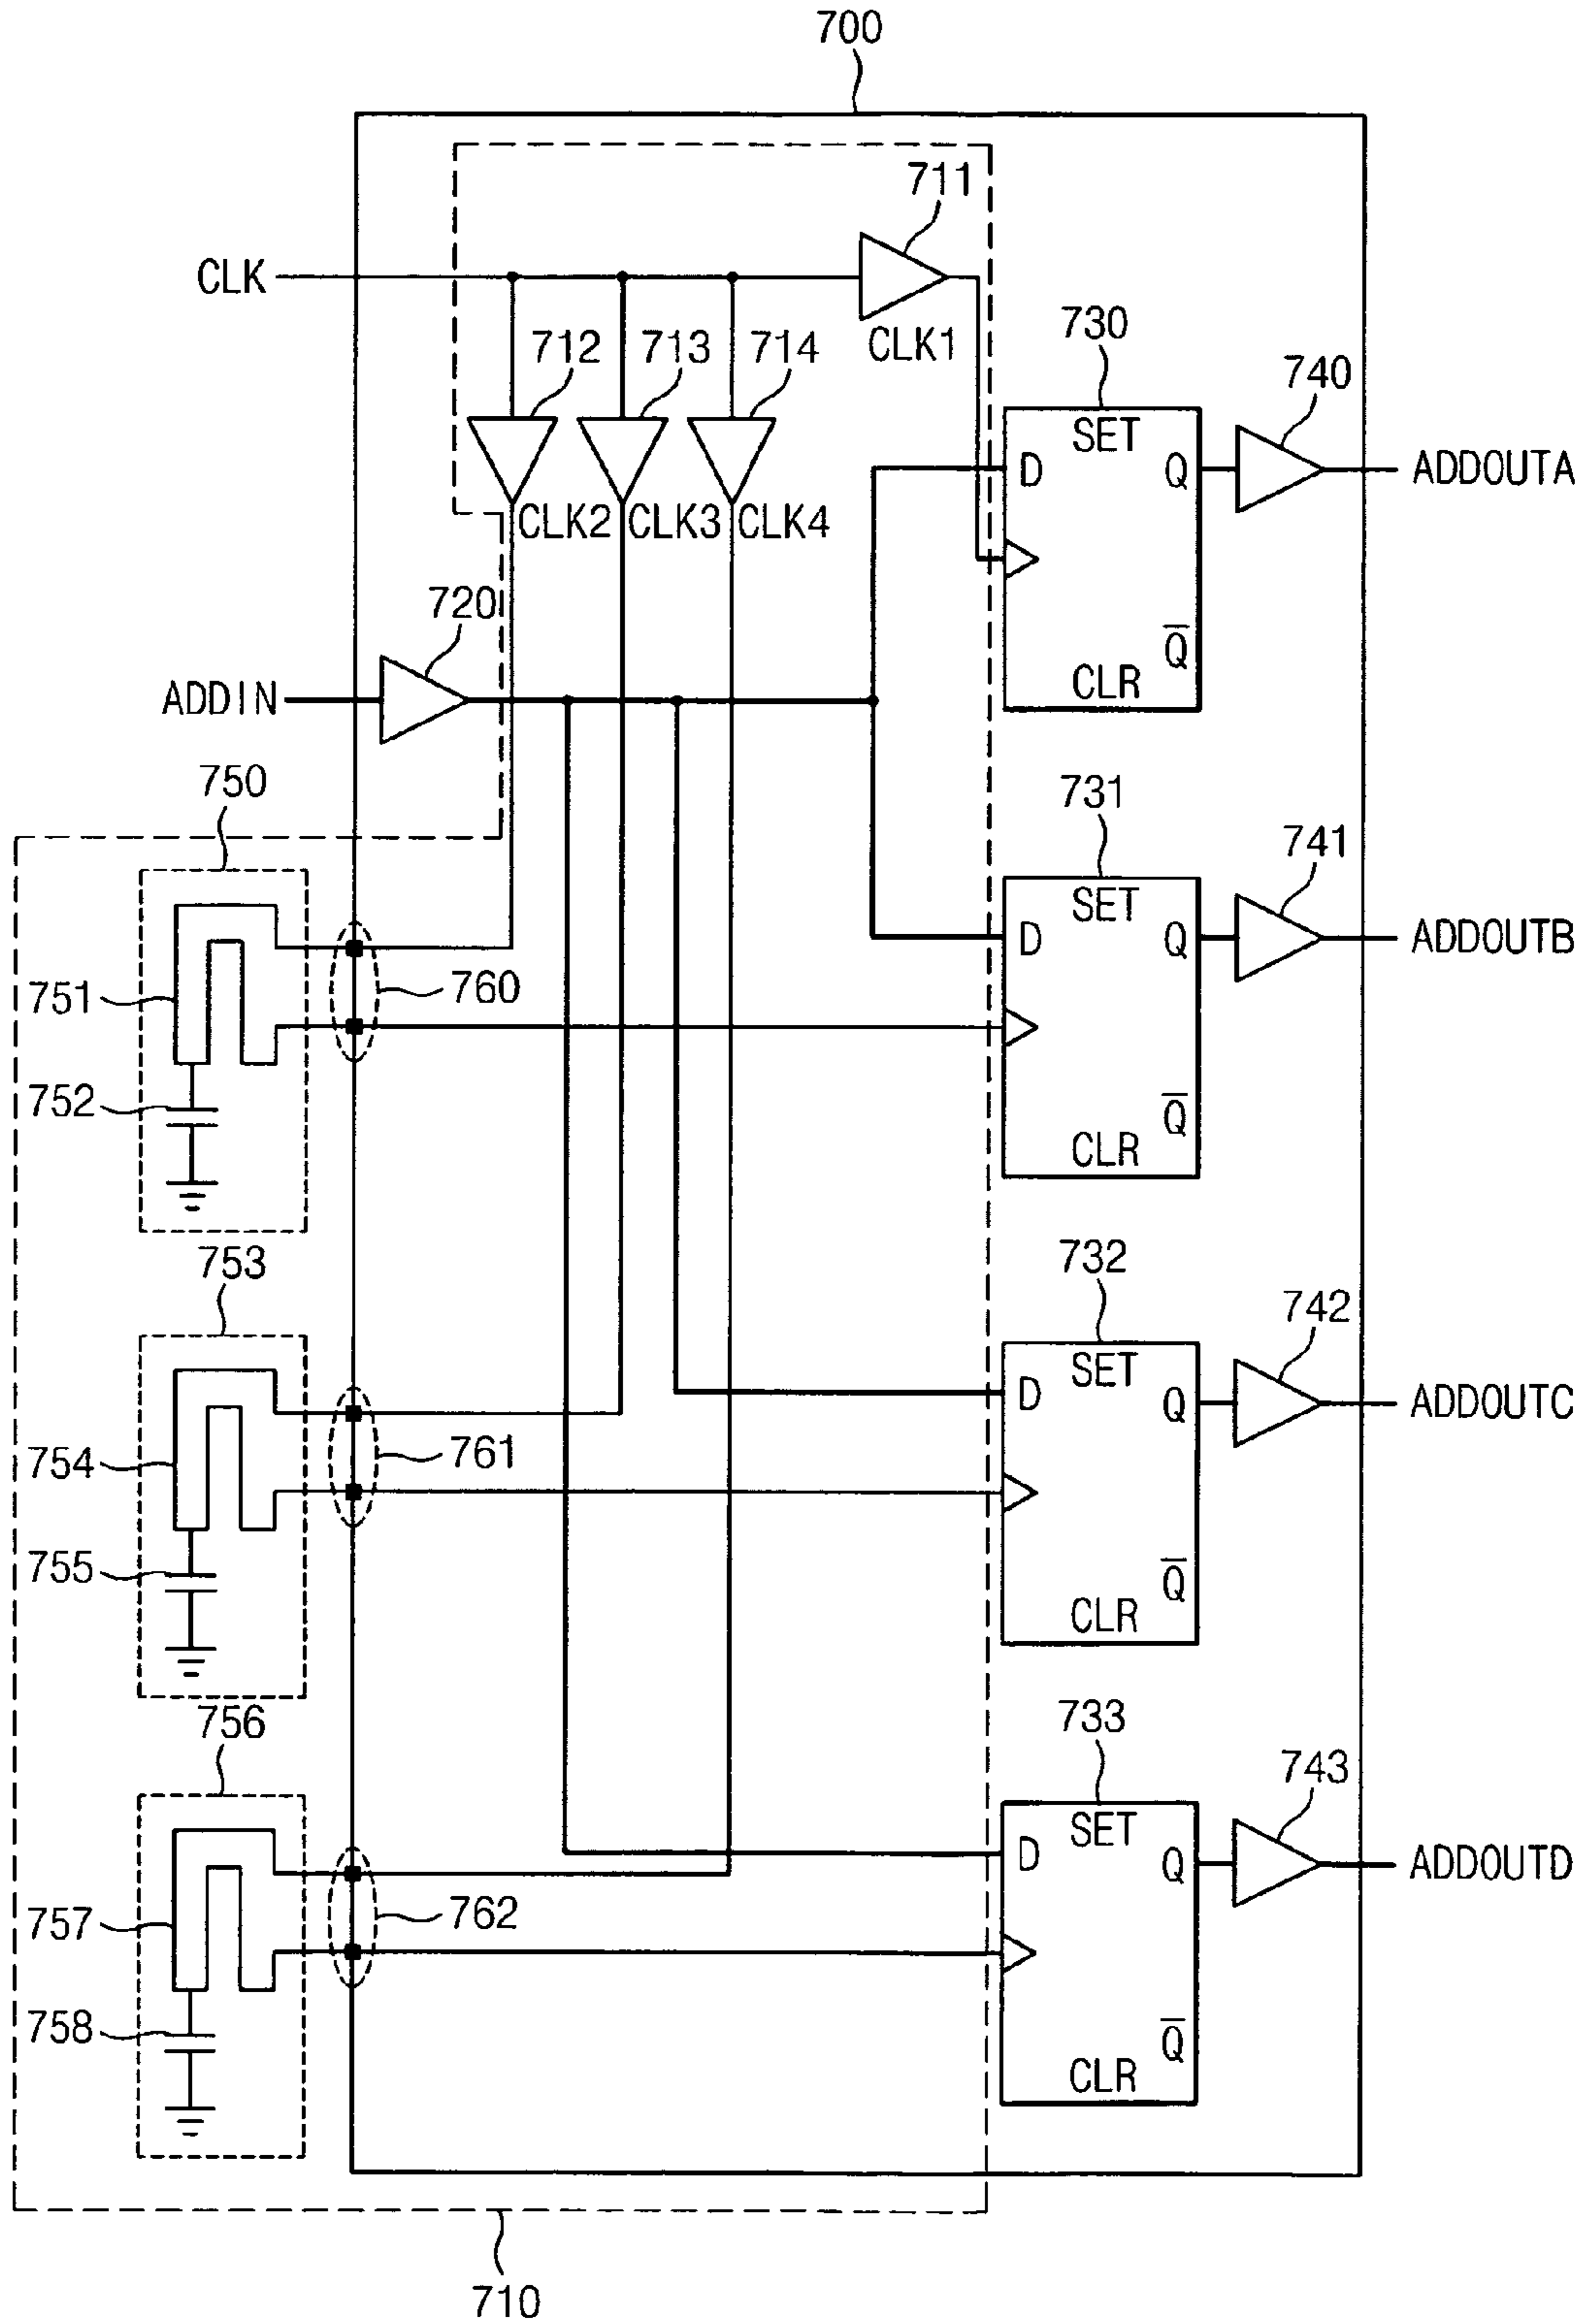 700
711
CLK
712
713
714
CLK1
730
740
SET
D
Q
ADDOUTA
CLK2
CLK3
CLK4
720
Q̅
CLR
ADDIN
750
731
741
SET
D
Q
ADDOUTB
751
760
752
Q̅
CLR
753
732
742
SET
D
Q
ADDOUTC
754
761
755
Q̅
CLR
756
733
743
SET
D
Q
ADDOUTD
757
762
758
Q̅
CLR
710